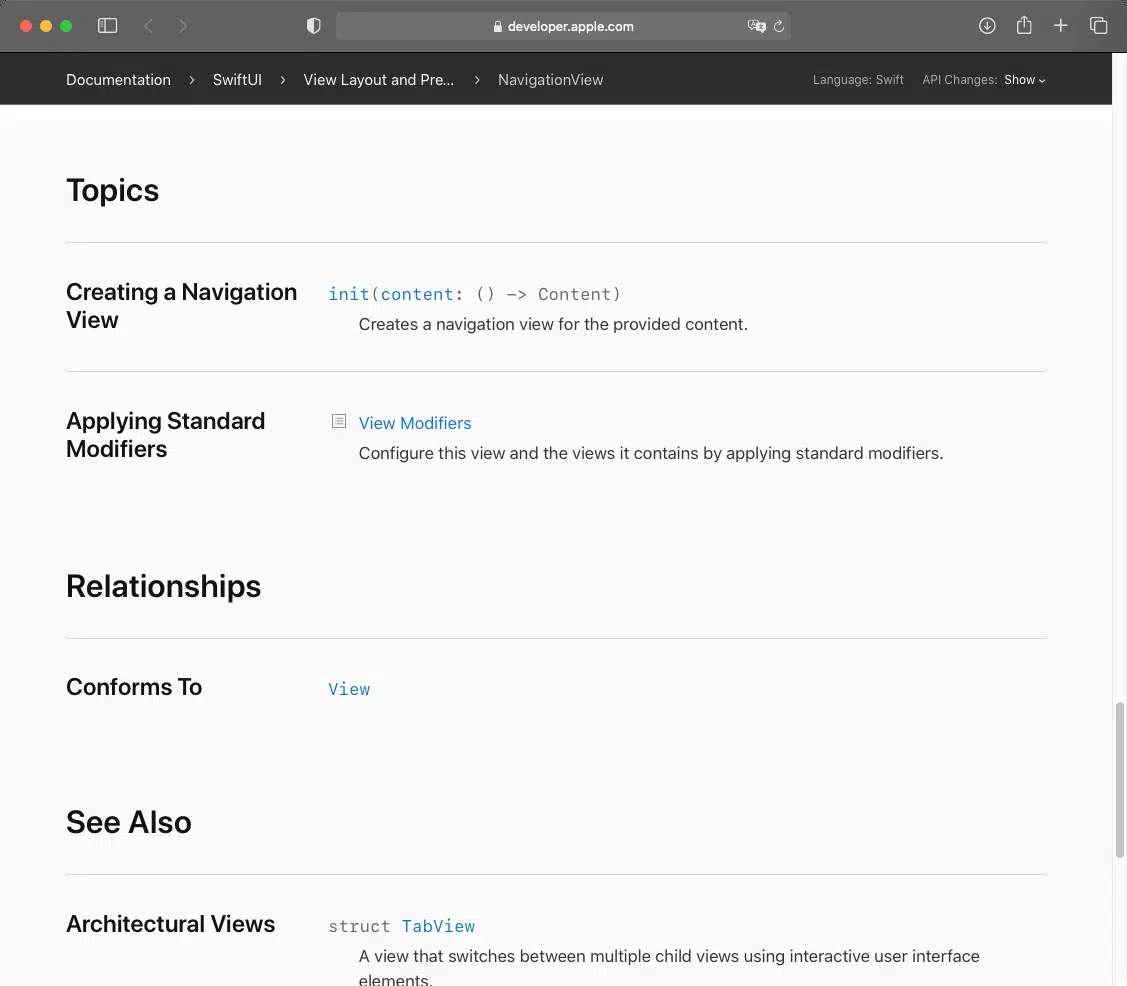 developer.apple.com
Documentation > SwiftUI > View Layout and Pre... > NavigationView Language: Swift API Changes: Show
Topics
Creating a Navigation
View
init(content: () -> Content)
Creates a navigation view for the provided content.
Applying Standard
Modifiers
View Modifiers
Configure this view and the views it contains by applying standard modifiers.
Relationships
Conforms To
View
See Also
Architectural Views
struct TabView
A view that switches between multiple child views using interactive user interface
elements.